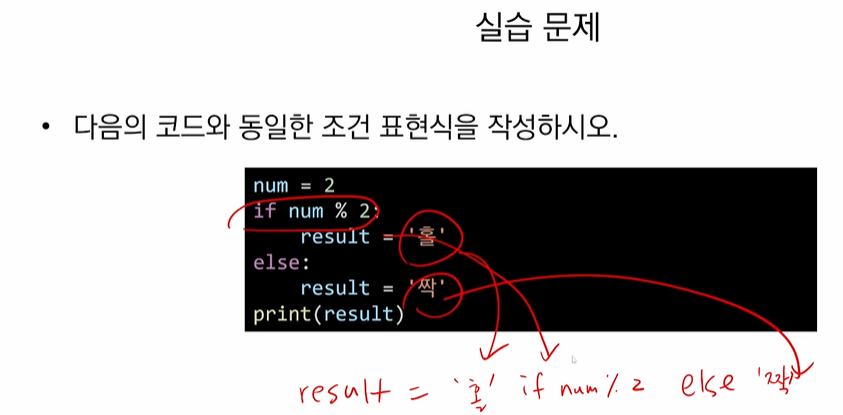 실습 문제
• 다음의 코드와 동일한 조건 표현식을 작성하시오.
num = 2
if num % 2:
    result = '홀'
else:
    result = '짝'
print(result)
result = '홀' if num % 2 else '짝'